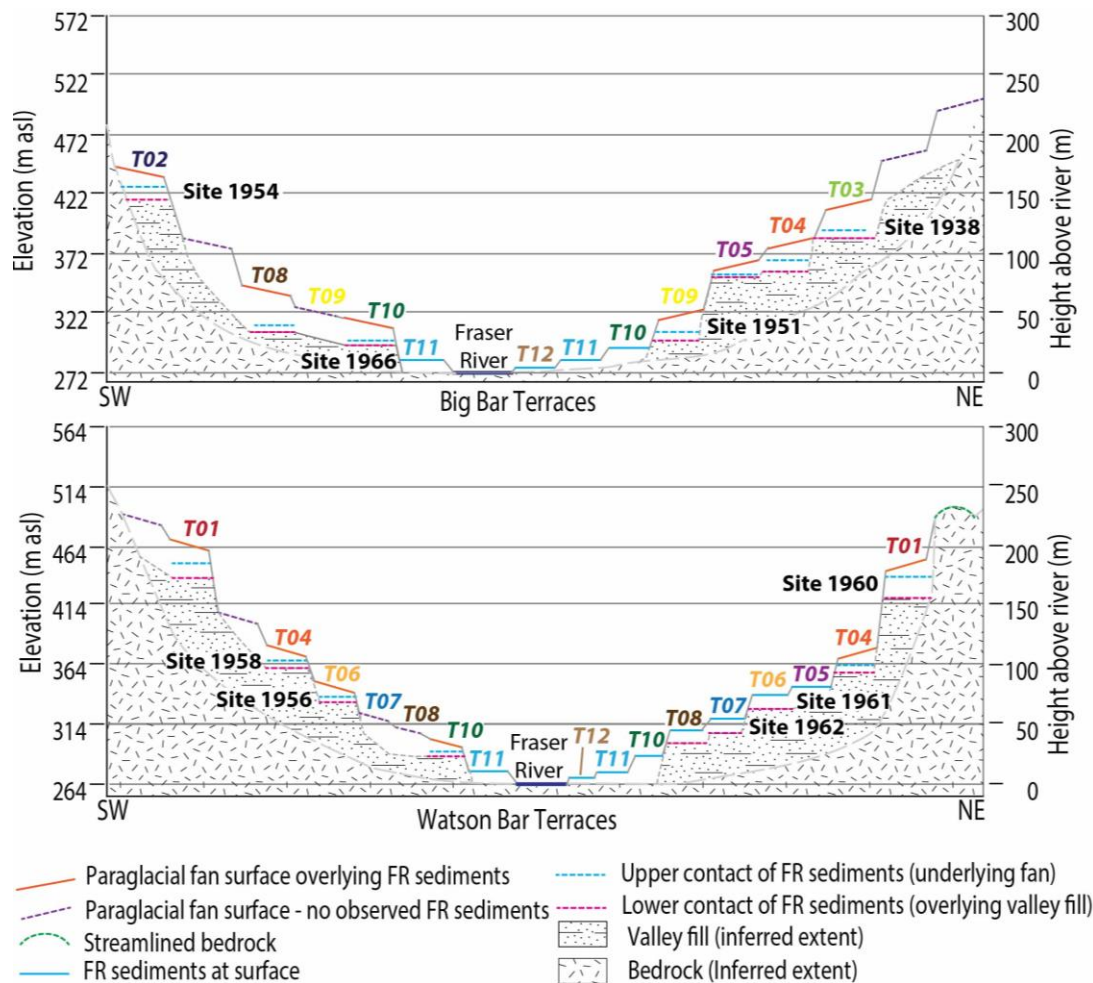 572
522
472
422
372
322
272
Elevation (m asl)
300
250
200
150
100
50
0
Height above river (m)
T02
Site 1954
T03
Site 1938
T04
T05
T08
T09
T10
T09
Site 1951
Site 1966
T11
Fraser
River
T12
T11
T10
SW
Big Bar Terraces
NE
564
514
464
414
364
314
264
Elevation (m asl)
300
250
200
150
100
50
0
Height above river (m)
T01
T01
Site 1960
T04
T04
Site 1958
T06
T06
T05
Site 1956
T07
T07
Site 1961
T08
T08
Site 1962
T10
T11
Fraser
River
T12
T11
T10
SW
Watson Bar Terraces
NE
Paraglacial fan surface overlying FR sediments
Paraglacial fan surface - no observed FR sediments
Streamlined bedrock
FR sediments at surface
Upper contact of FR sediments (underlying fan)
Lower contact of FR sediments (overlying valley fill)
Valley fill (inferred extent)
Bedrock (Inferred extent)